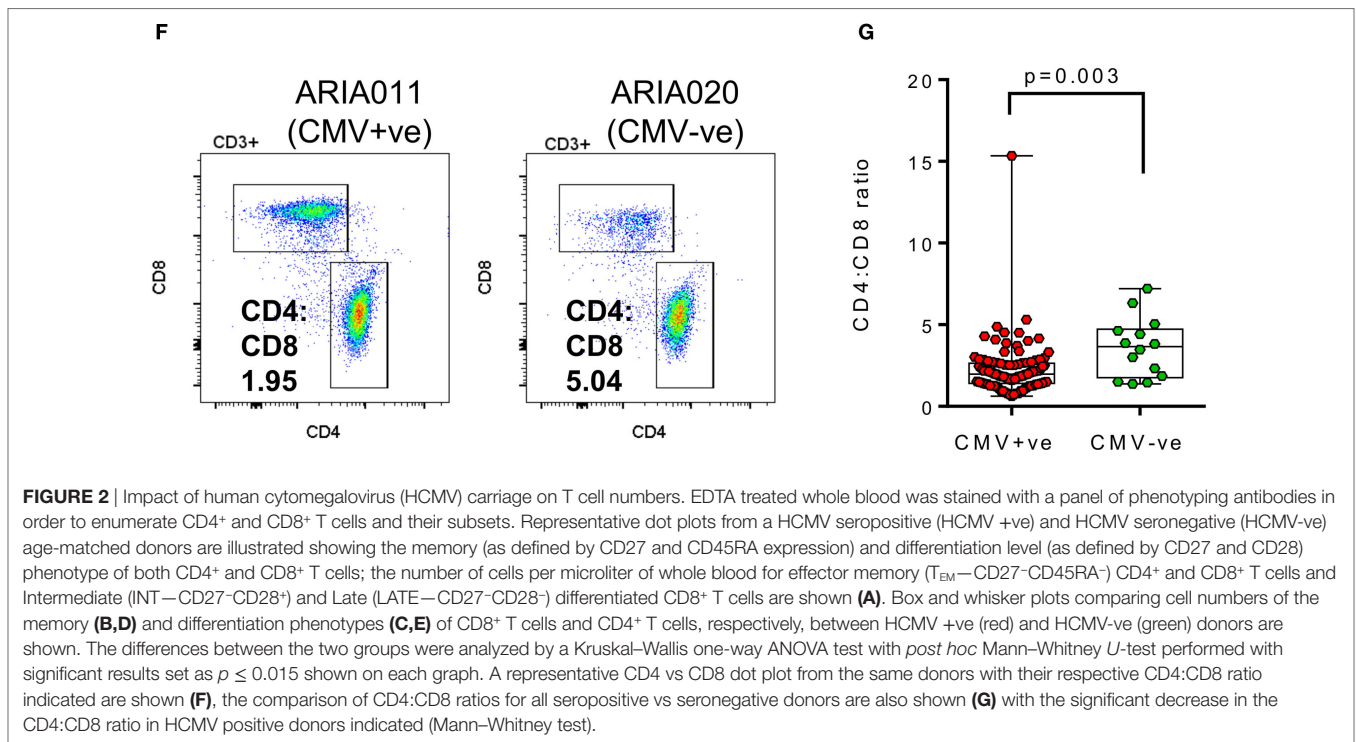 F
G
ARIA011
(CMV+ve)
ARIA020
(CMV-ve)
CD3+
CD3+
CD8
CD4:
CD8
1.95
CD4
CD8
CD4:
CD8
5.04
CD4
p=0.003
CD4:CD8 ratio
20
15
10
5
0
CMV+ve
CMV-ve
FIGURE 2 | Impact of human cytomegalovirus (HCMV) carriage on T cell numbers. EDTA treated whole blood was stained with a panel of phenotyping antibodies in
order to enumerate CD4⁺ and CD8⁺ T cells and their subsets. Representative dot plots from a HCMV seropositive (HCMV +ve) and HCMV seronegative (HCMV-ve)
age-matched donors are illustrated showing the memory (as defined by CD27 and CD45RA expression) and differentiation level (as defined by CD27 and CD28)
phenotype of both CD4⁺ and CD8⁺ T cells; the number of cells per microliter of whole blood for effector memory (T_EM—CD27⁻CD45RA⁻) CD4⁺ and CD8⁺ T cells and
Intermediate (INT—CD27⁻CD28⁺) and Late (LATE—CD27⁻CD28⁻) differentiated CD8⁺ T cells are shown (A). Box and whisker plots comparing cell numbers of the
memory (B,D) and differentiation phenotypes (C,E) of CD8⁺ T cells and CD4⁺ T cells, respectively, between HCMV +ve (red) and HCMV-ve (green) donors are
shown. The differences between the two groups were analyzed by a Kruskal–Wallis one-way ANOVA test with post hoc Mann–Whitney U-test performed with
significant results set as p ≤ 0.015 shown on each graph. A representative CD4 vs CD8 dot plot from the same donors with their respective CD4:CD8 ratio
indicated are shown (F), the comparison of CD4:CD8 ratios for all seropositive vs seronegative donors are also shown (G) with the significant decrease in the
CD4:CD8 ratio in HCMV positive donors indicated (Mann–Whitney test).